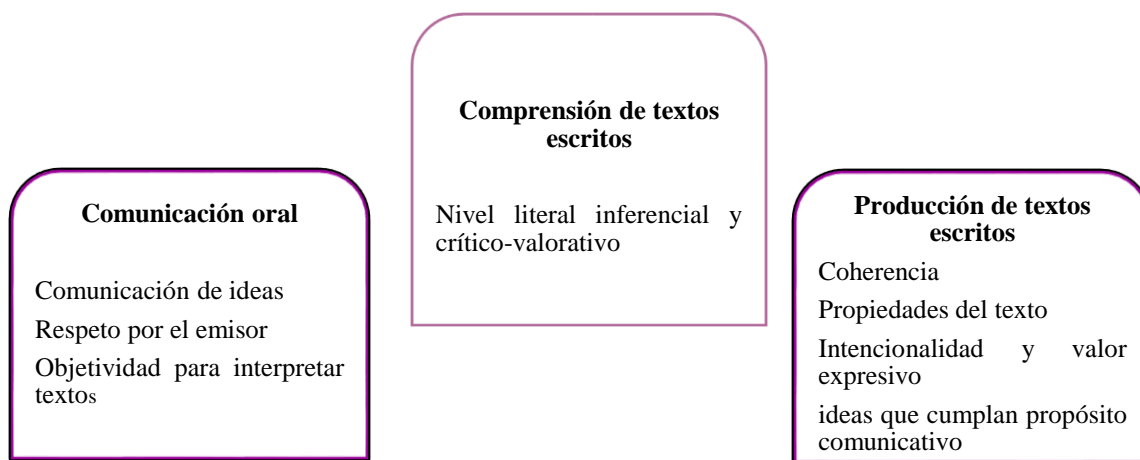 Comunicación oral
Comunicación de ideas
Respeto por el emisor
Objetividad para interpretar
textos
Comprensión de textos
escritos
Nivel literal inferencial y
crítico-valorativo
Producción de textos
escritos
Coherencia
Propiedades del texto
Intencionalidad y valor
expresivo
ideas que cumplan propósito
comunicativo